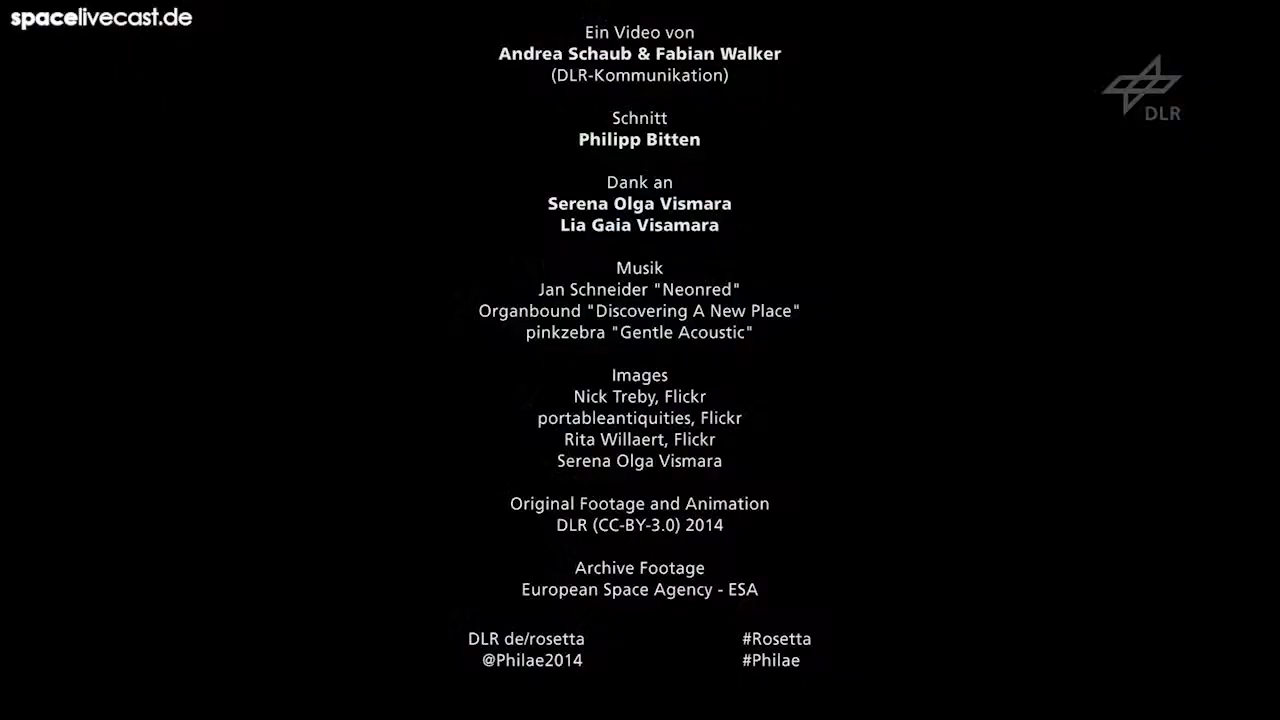 spacelivecast.de
Ein Video von
Andrea Schaub & Fabian Walker
(DLR-Kommunikation)
DLR
Schnitt
Philipp Bitten
Dank an
Serena Olga Vismara
Lia Gaia Visamara
Musik
Jan Schneider "Neonred"
Organbound "Discovering A New Place"
pinkzebra "Gentle Acoustic"
Images
Nick Treby, Flickr
portableantiquities, Flickr
Rita Willaert, Flickr
Serena Olga Vismara
Original Footage and Animation
DLR (CC-BY-3.0) 2014
Archive Footage
European Space Agency - ESA
DLR de/rosetta #Rosetta
@Philae2014 #Philae